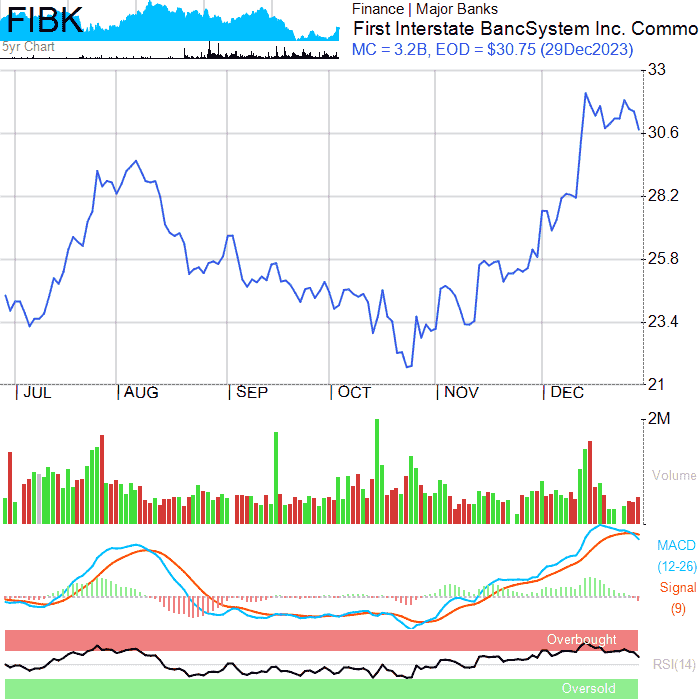 FIBK
5yr Chart
Finance | Major Banks
First Interstate BancSystem Inc. Commo
MC = 3.2B, EOD = $30.75 (29Dec2023)
33
30.6
28.2
25.8
23.4
21
JUL AUG SEP OCT NOV DEC
2M
Volume
MACD
(12-26)
Signal
(9)
Overbought
RSI(14)
Oversold